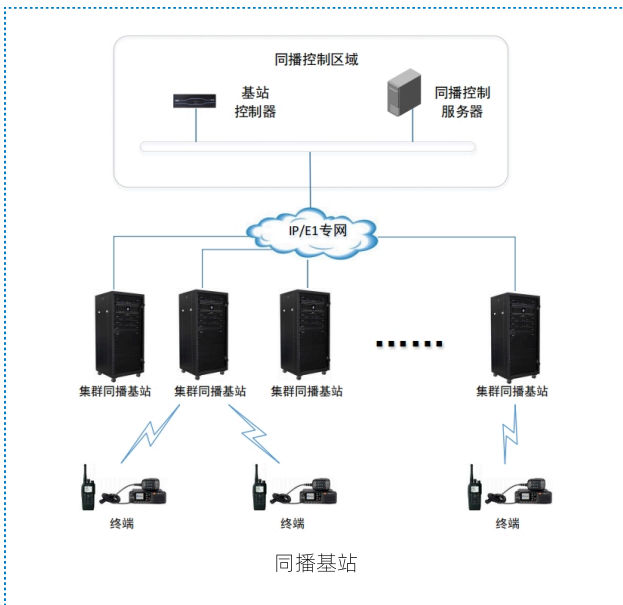 同播控制区域
基站
控制器
同播控制
服务器
IP/E1专网
······
集群同播基站 集群同播基站 集群同播基站 集群同播基站
终端 终端 终端
同播基站